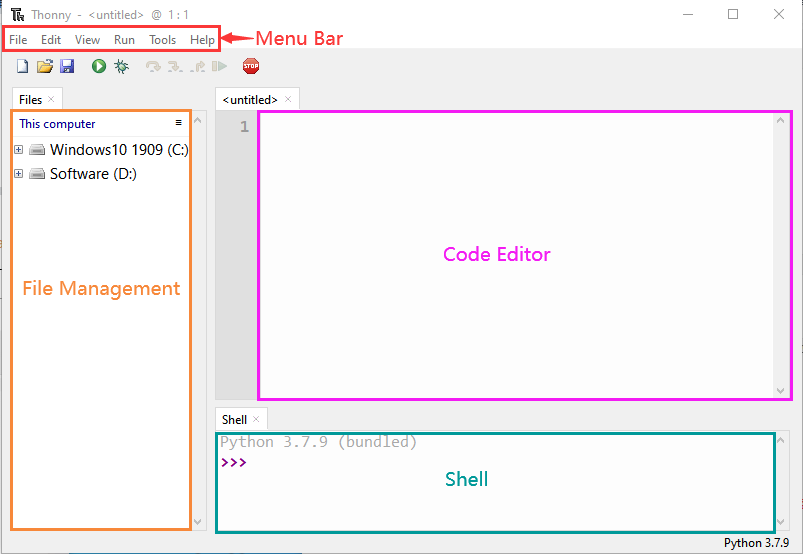 Thonny - <untitled> @ 1:1
File Edit View Run Tools Help
Menu Bar
STOP
Files ×
<untitled> ×
This computer ≡
1
Windows10 1909 (C:)
Software (D:)
Code Editor
File Management
Shell ×
Python 3.7.9 (bundled)
>>>
Shell
Python 3.7.9